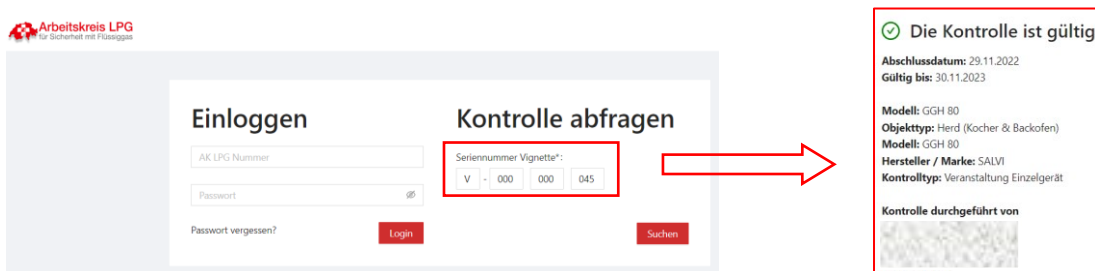 Arbeitskreis LPG
für Sicherheit mit Flüssiggas
Einloggen
AK LPG Nummer
Passwort
Passwort vergessen?
Login
Kontrolle abfragen
Seriennummer Vignette*:
V - 000 000 045
Suchen
Die Kontrolle ist gültig
Abschlussdatum: 29.11.2022
Gültig bis: 30.11.2023
Modell: GGH 80
Objekttyp: Herd (Kocher & Backofen)
Modell: GGH 80
Hersteller / Marke: SALVI
Kontrolltyp: Veranstaltung Einzelgerät
Kontrolle durchgeführt von